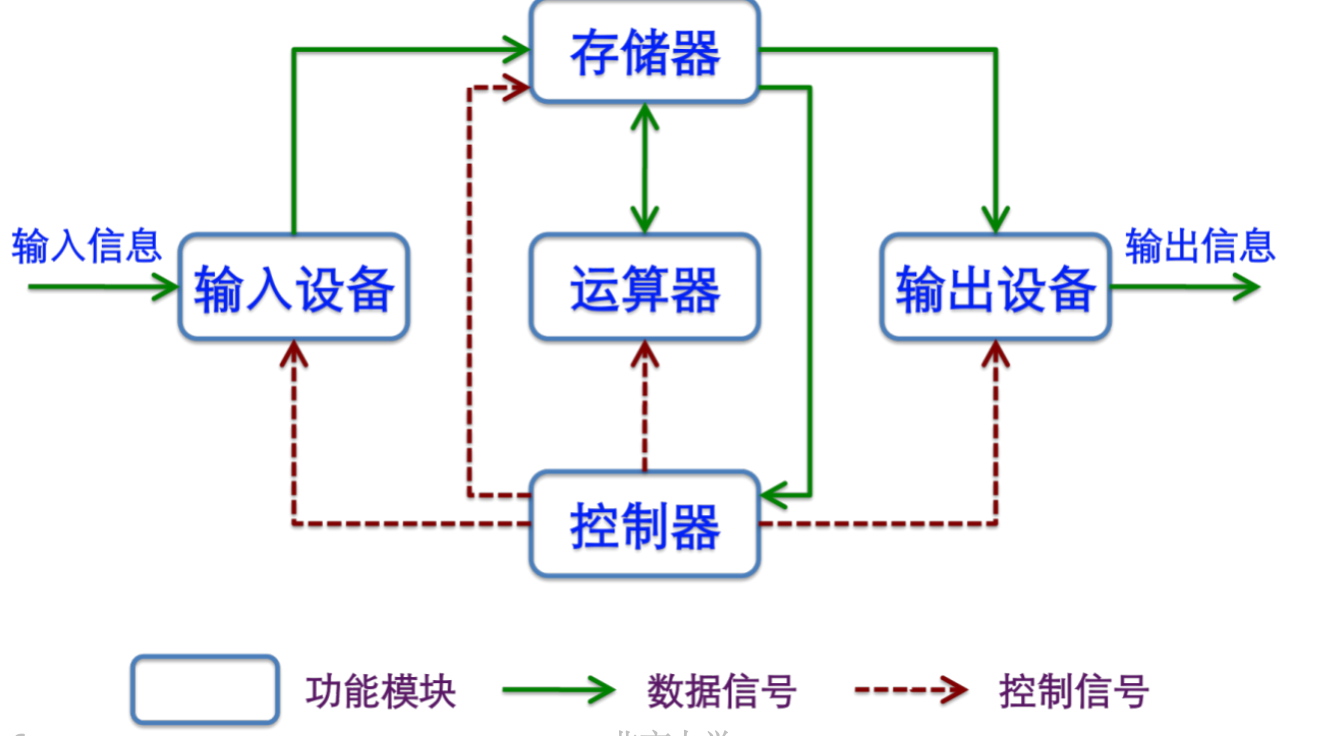 存储器
输入信息
输入设备
运算器
输出设备
输出信息
控制器
功能模块
数据信号
控制信号